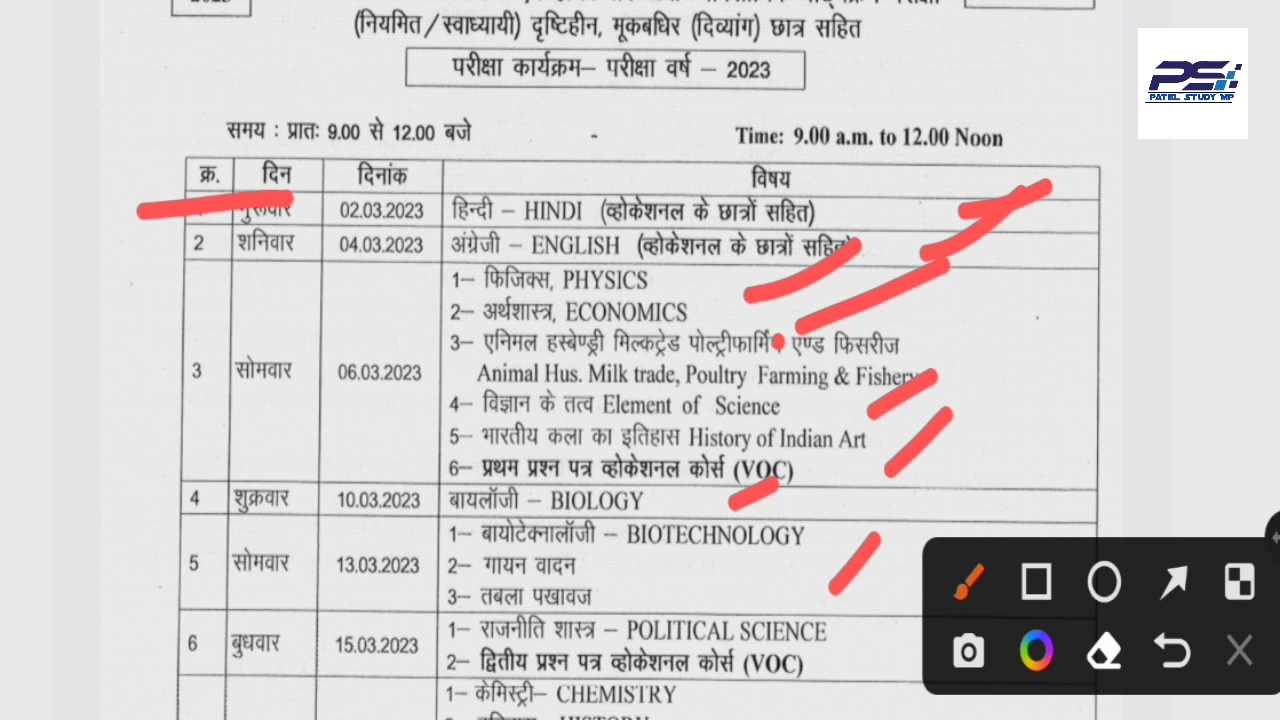 (नियमित/स्वाध्यायी) दृष्टिहीन, मूकबधिर (दिव्यांग) छात्र सहित
परीक्षा कार्यक्रम– परीक्षा वर्ष – 2023
PS
PATEL STUDY MP
समय : प्रातः 9.00 से 12.00 बजे - Time: 9.00 a.m. to 12.00 Noon
क्र. दिन दिनांक विषय
गुरूवार 02.03.2023 हिन्दी – HINDI (व्होकेशनल के छात्रों सहित)
2 शनिवार 04.03.2023 अंग्रेजी – ENGLISH (व्होकेशनल के छात्रों सहित)
1– फिजिक्स, PHYSICS
2– अर्थशास्त्र, ECONOMICS
3– एनिमल हस्बेण्ड्री मिल्कट्रेड पोल्ट्रीफार्मिंग एण्ड फिसरीज
3 सोमवार 06.03.2023 Animal Hus. Milk trade, Poultry Farming & Fishery
4– विज्ञान के तत्व Element of Science
5– भारतीय कला का इतिहास History of Indian Art
6– प्रथम प्रश्न पत्र व्होकेशनल कोर्स (VOC)
4 शुक्रवार 10.03.2023 बायलॉजी – BIOLOGY
1– बायोटेक्नालॉजी – BIOTECHNOLOGY
5 सोमवार 13.03.2023 2– गायन वादन
3– तबला पखावज
1– राजनीति शास्त्र – POLITICAL SCIENCE
6 बुधवार 15.03.2023
2– द्वितीय प्रश्न पत्र व्होकेशनल कोर्स (VOC)
1– केमिस्ट्री– CHEMISTRY